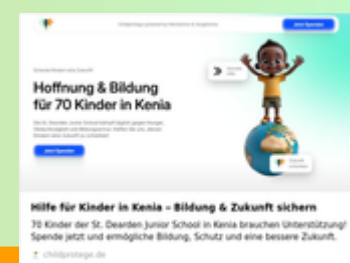 Jetzt Spenden
Hoffnung & Bildung
für 70 Kinder in Kenia
Jetzt Spenden
Hilfe für Kinder in Kenia – Bildung & Zukunft sichern
70 Kinder der St. Dearden Junior School in Kenia brauchen Unterstützung!
Spende jetzt und ermögliche Bildung, Schutz und eine bessere Zukunft.
childprotege.de